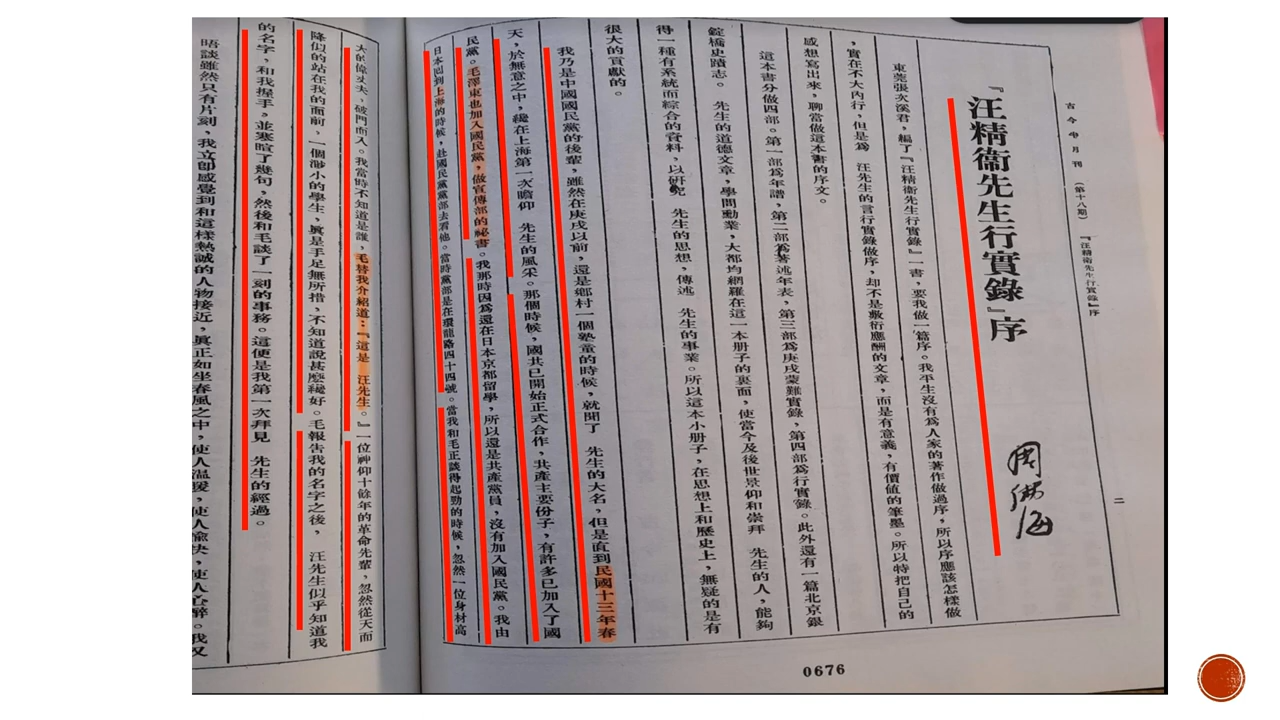 古今半月刊 (第十八期) 『汪精衞先生行實錄』序
二
『汪精衞先生行實錄』序
周佛海
東莞張次溪君，編了『汪精衞先生行實錄』一書，要我做一篇序。我平生沒有爲人家的著作做過序，所以序應該怎樣做
，實在不大內行，但是爲　汪先生的言行實錄做序，却不是敷衍應酬的文章，而是有意義，有價値的筆墨。所以特把自己的
感想寫出來，聊當做這本書的序文。
這本書分做四部。第一部爲年譜，第二部爲著述年表，第三部爲庚戌蒙難實錄，第四部爲行實錄。此外還有一篇北京銀
錠橋史蹟志。先生的道德文章，學問勳業，大都均網羅在這一本册子的裏面，使當今及後世景仰和崇拜　先生的人，能夠
得一種有系統而綜合的資料，以硏究　先生的思想，傳述　先生的事業。所以這本小册子，在思想上和歷史上，無疑的是有
很大的貢獻的。
我乃是中國國民黨的後輩，雖然在庚戌以前，還是鄕村一個塾童的時候，就聞了　先生的大名，但是直到民國十三年春
天，於無意之中，纔在上海第一次瞻仰　先生的風采。那個時候，國共已開始正式合作，共產主要份子，有許多已加入了國
民黨。毛澤東也加入國民黨，做宣傳部的祕書。我那時因爲還在日本京都留學，所以還是共產黨員，沒有加入國民黨。我由
日本回到上海的時候，赴國民黨黨部去看他。當時黨部是在環龍路四十四號。當我和毛正談得起勁的時候，忽然一位身材高
大的偉丈夫，破門而入。我當時不知道是誰，毛替我介紹道：『這是　汪先生。』一位神仰十餘年的革命先輩，忽然從天而
降似的站在我的面前，一個渺小的學生，眞是手足無所措，不知道說甚麼纔好。毛報告我的名字之後，　汪先生似乎知道我
的名字，和我握手，並寒暄了幾句，然後和毛談了一刻的事務。這便是我第一次拜見　先生的經過。
晤談雖然只有片刻，我立卽感覺到和這樣熱誠的人物接近，眞正如坐春風之中，使人溫暖，使人愉快，使人心醉。我又
0676